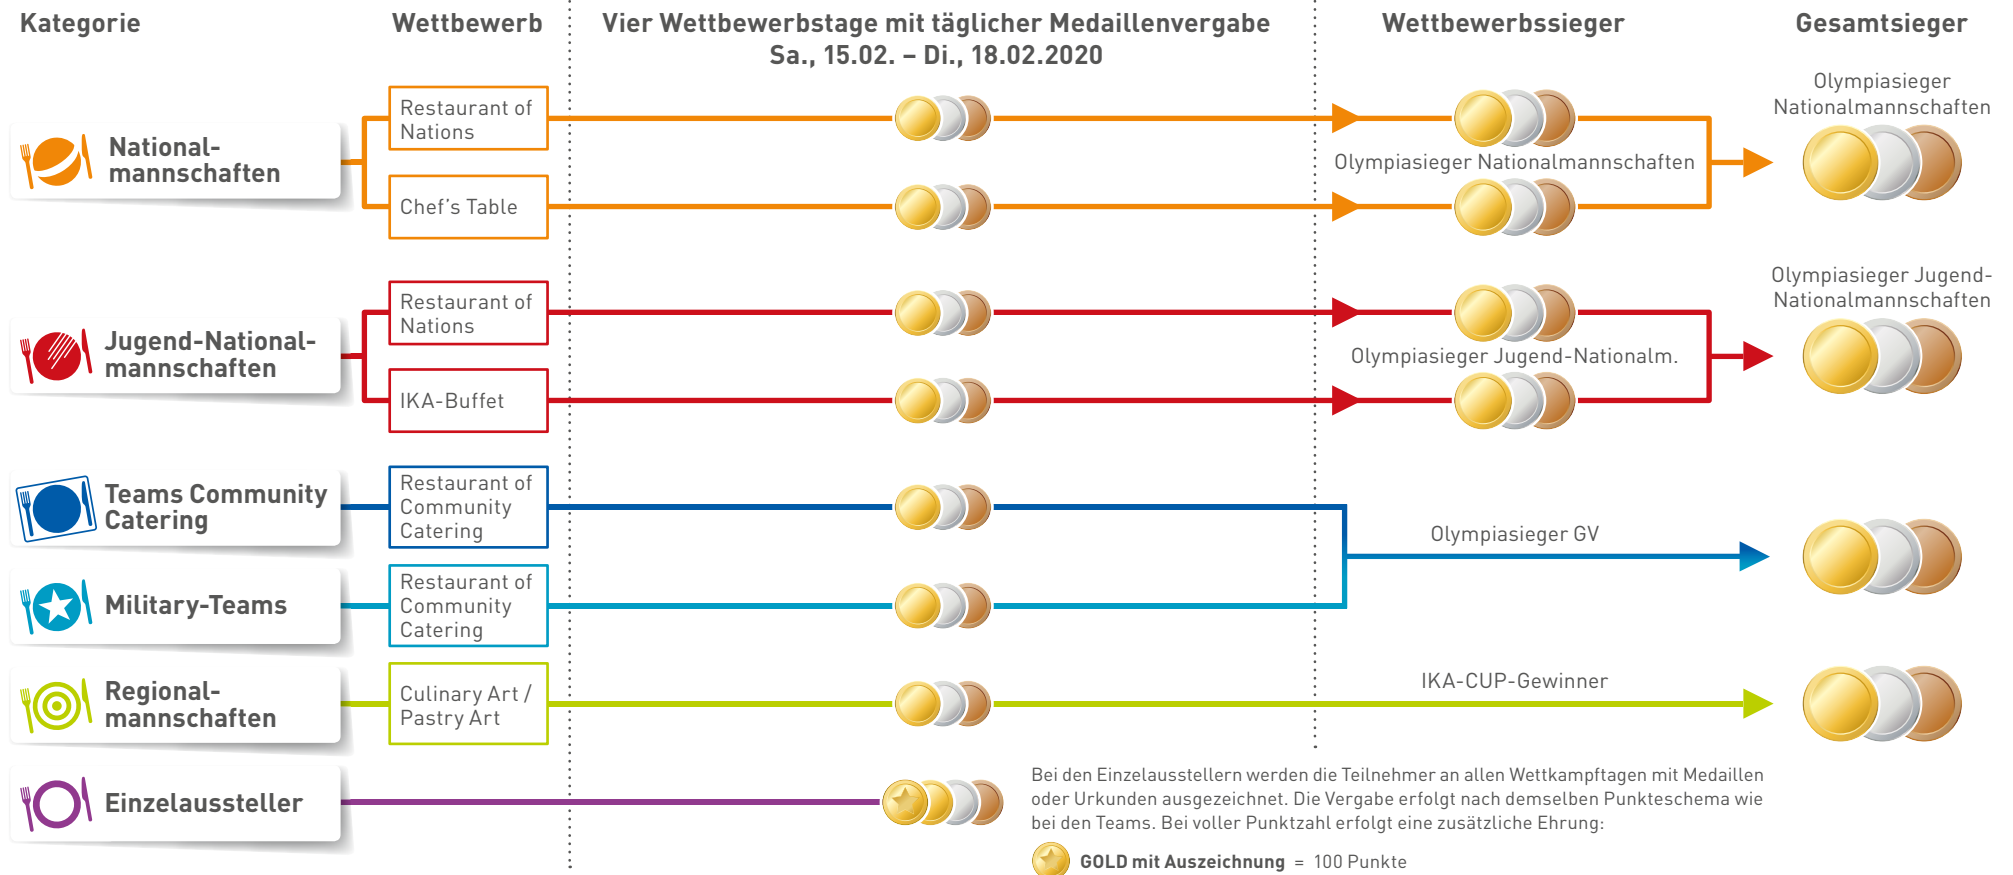 Kategorie
Wettbewerb
Vier Wettbewerbstage mit täglicher Medaillenvergabe
Sa., 15.02. – Di., 18.02.2020
Wettbewerbssieger
Gesamtsieger
National-
mannschaften
Restaurant of
Nations
Chef’s Table
Olympiasieger Nationalmannschaften
Olympiasieger
Nationalmannschaften
Jugend-National-
mannschaften
Restaurant of
Nations
IKA-Buffet
Olympiasieger Jugend-Nationalm.
Olympiasieger Jugend-
Nationalmannschaften
Teams Community
Catering
Restaurant of
Community
Catering
Olympiasieger GV
Military-Teams
Restaurant of
Community
Catering
Regional-
mannschaften
Culinary Art /
Pastry Art
IKA-CUP-Gewinner
Einzelaussteller
Bei den Einzelausstellern werden die Teilnehmer an allen Wettkampftagen mit Medaillen
oder Urkunden ausgezeichnet. Die Vergabe erfolgt nach demselben Punkteschema wie
bei den Teams. Bei voller Punktzahl erfolgt eine zusätzliche Ehrung:
GOLD mit Auszeichnung = 100 Punkte